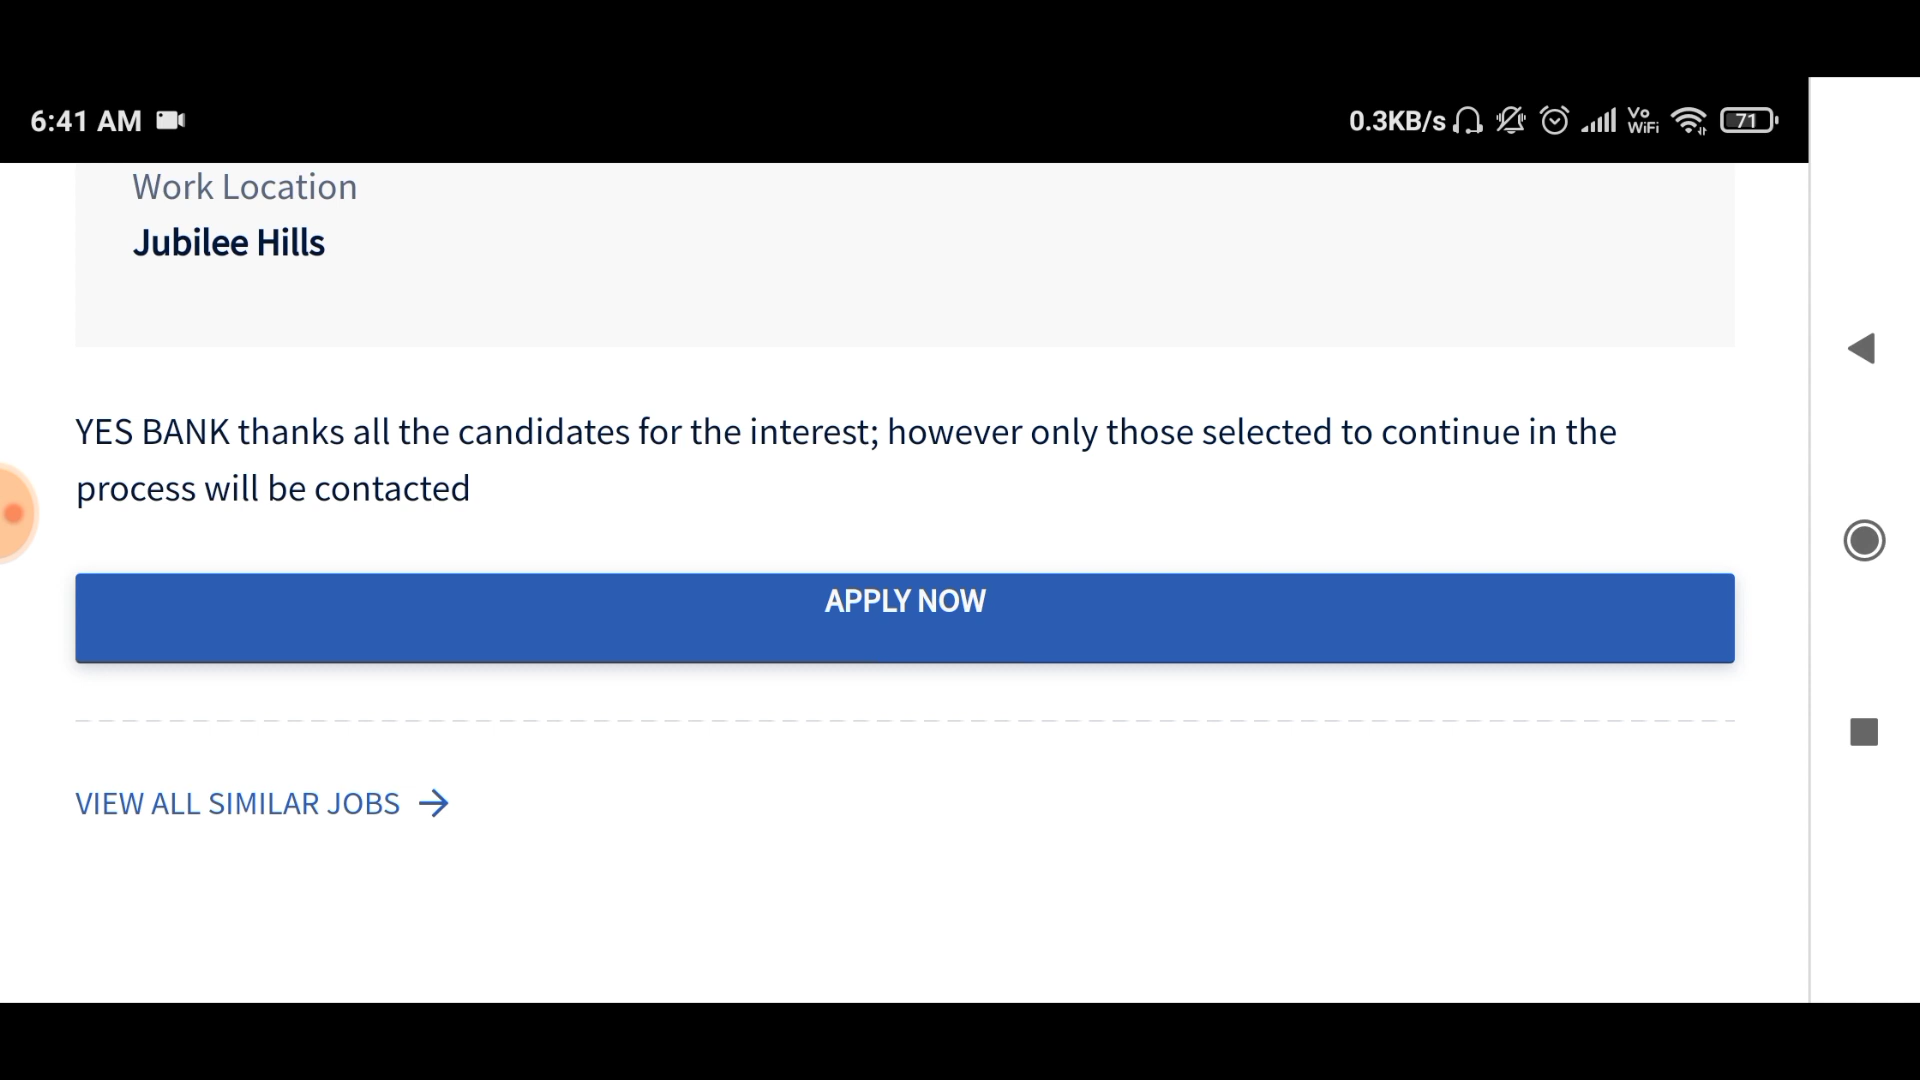 6:41 AM 0.3KB/s Vo WiFi 71
Work Location
Jubilee Hills
YES BANK thanks all the candidates for the interest; however only those selected to continue in the
process will be contacted
APPLY NOW
VIEW ALL SIMILAR JOBS